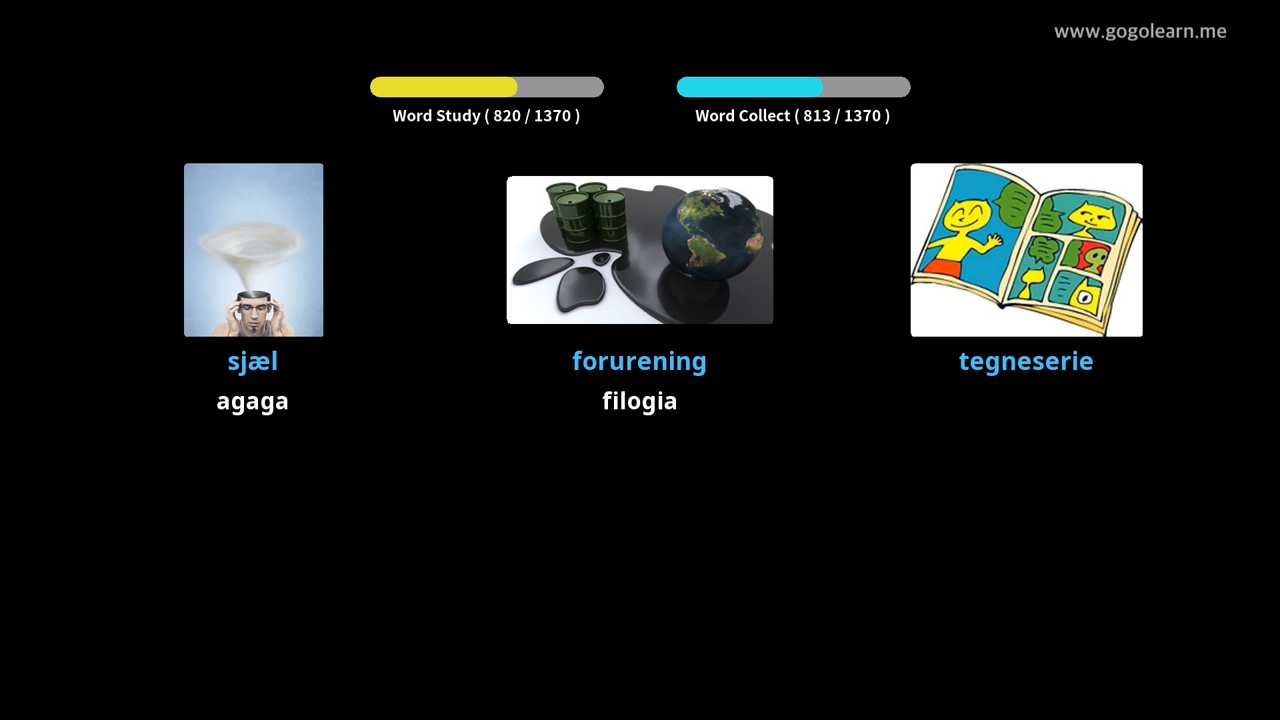 www.gogolearn.me
Word Study ( 820 / 1370 )
Word Collect ( 813 / 1370 )
sjæl
forurening
tegneserie
agaga
filogia